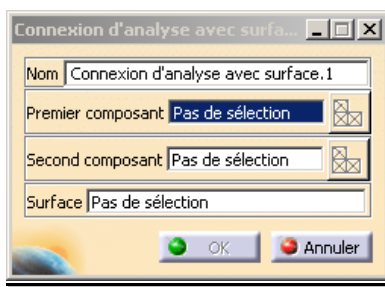 Connexion d'analyse avec surfa...
Nom Connexion d'analyse avec surface.1
Premier composant Pas de sélection
Second composant Pas de sélection
Surface Pas de sélection
OK Annuler